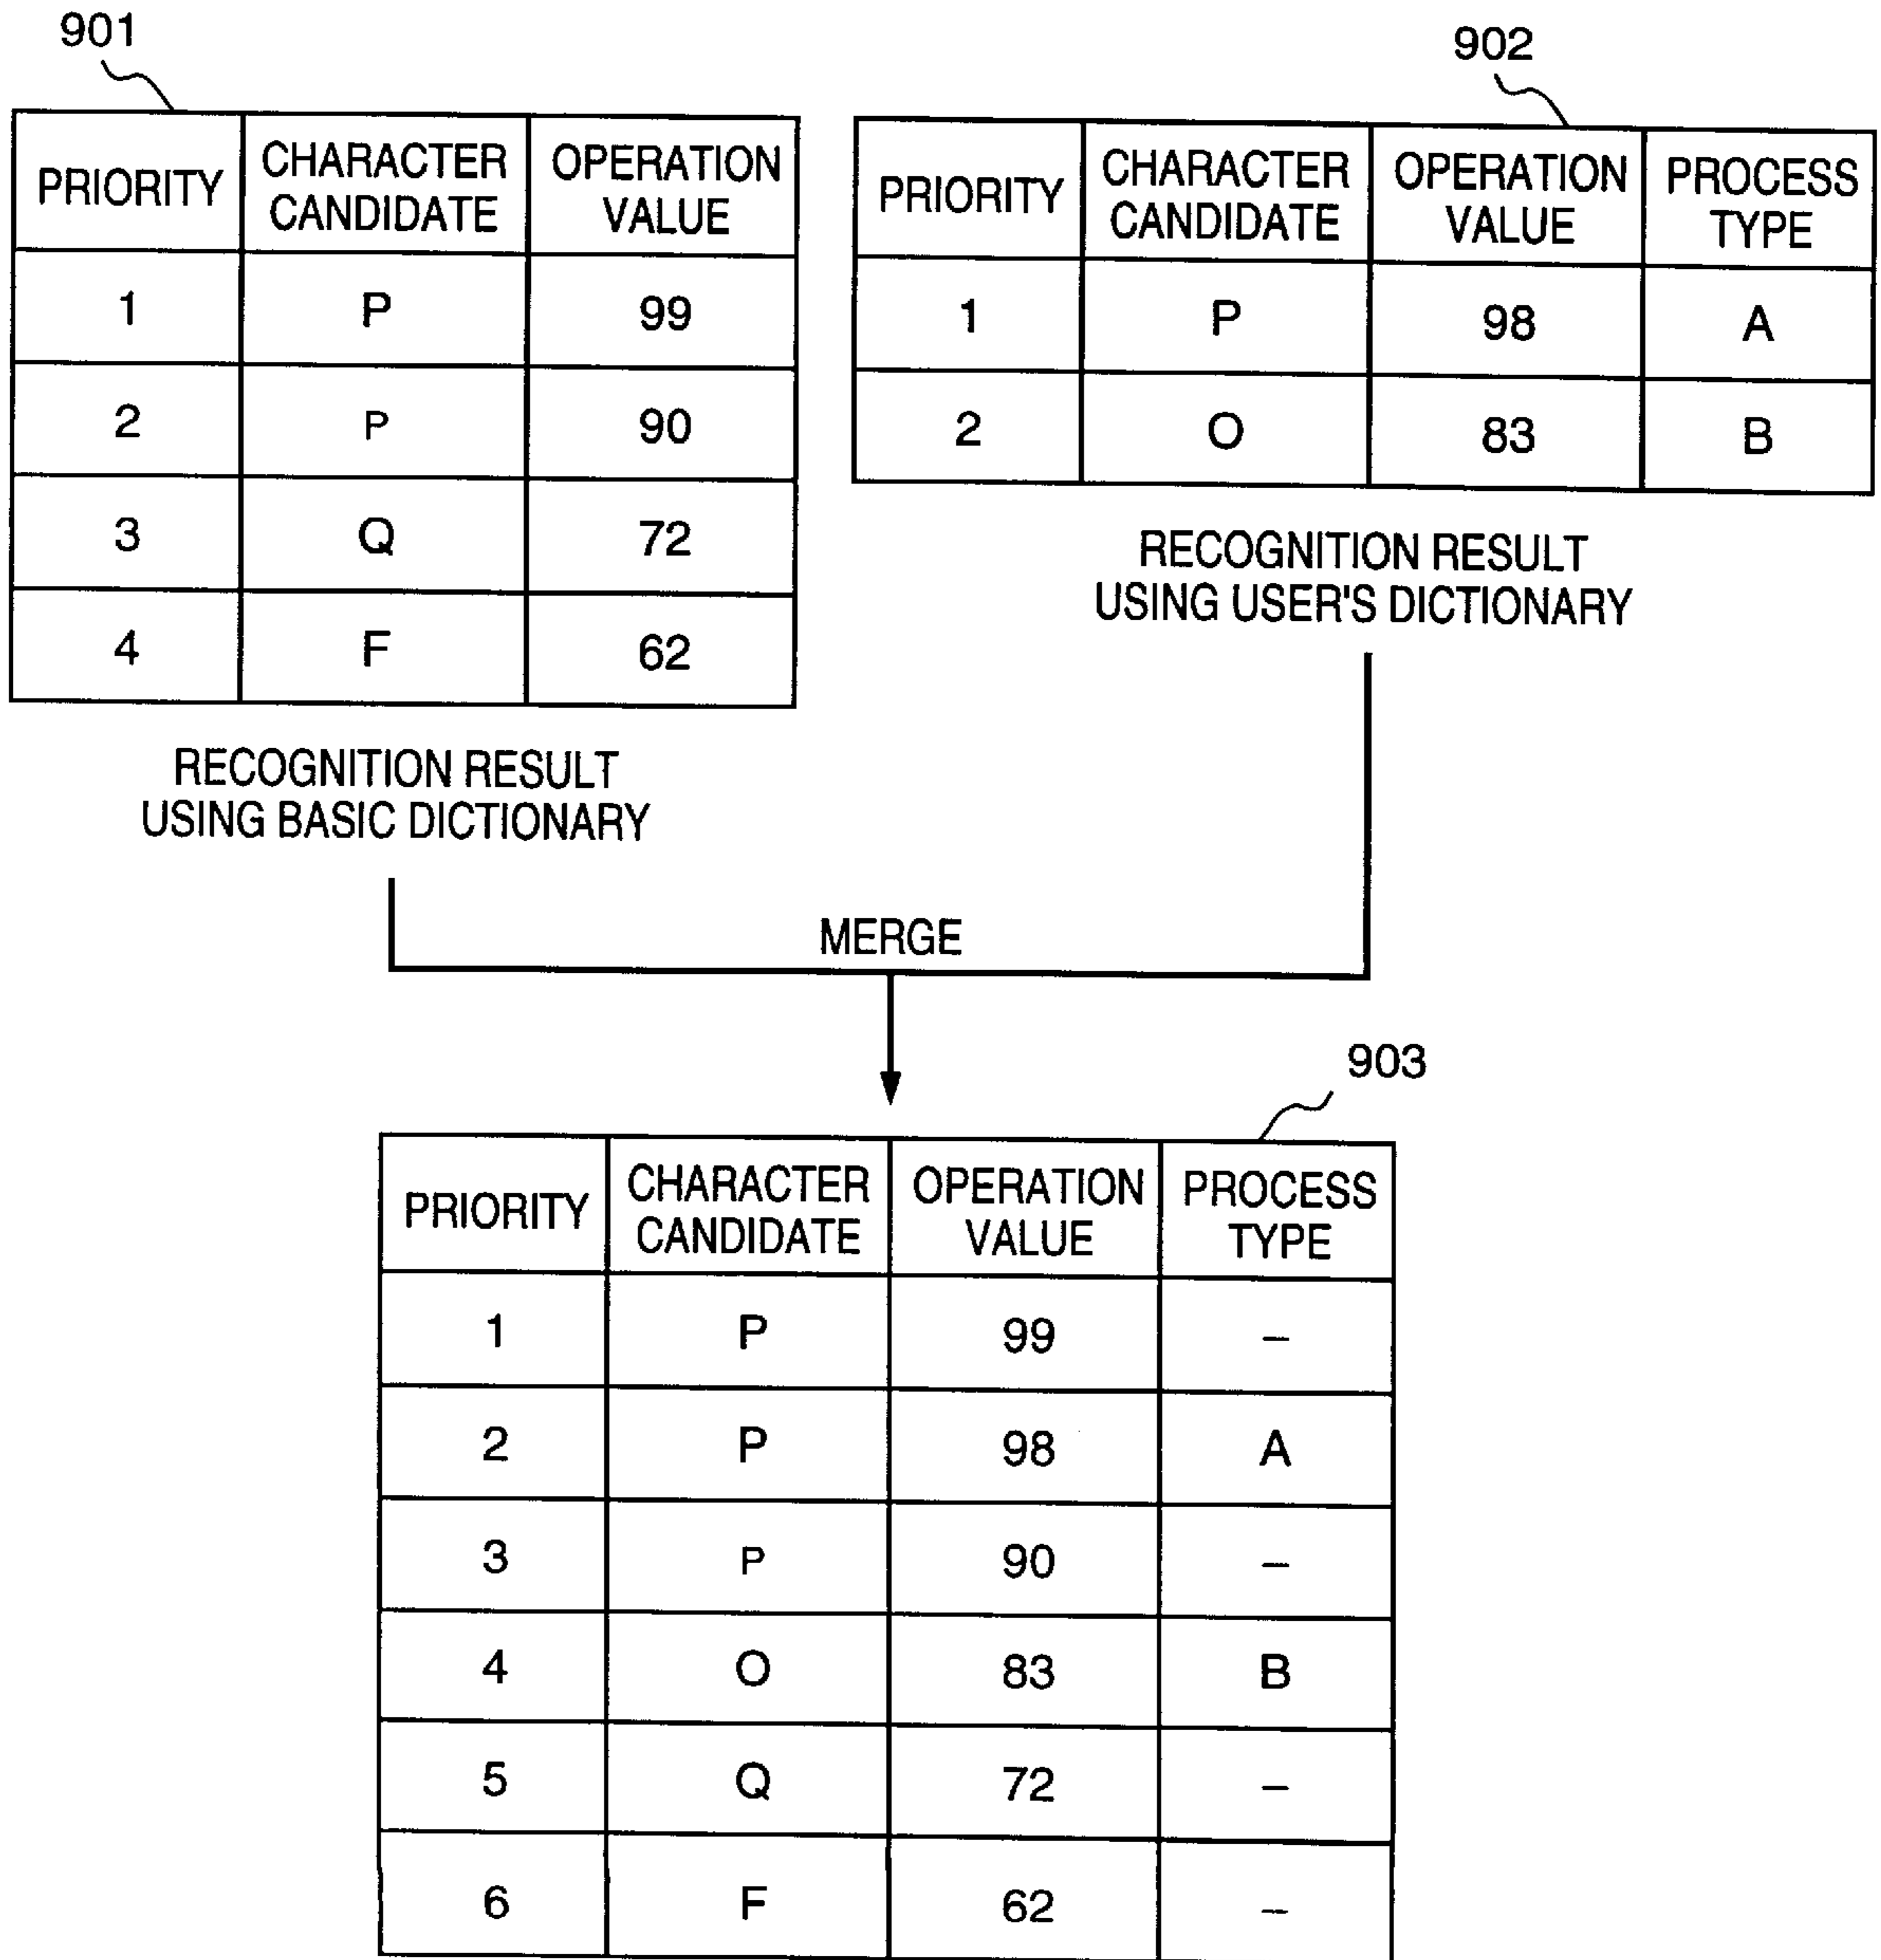 901
PRIORITY CHARACTER CANDIDATE OPERATION VALUE
1 P 99
2 P 90
3 Q 72
4 F 62
RECOGNITION RESULT
USING BASIC DICTIONARY
902
PRIORITY CHARACTER CANDIDATE OPERATION VALUE PROCESS TYPE
1 P 98 A
2 O 83 B
RECOGNITION RESULT
USING USER'S DICTIONARY
MERGE
903
PRIORITY CHARACTER CANDIDATE OPERATION VALUE PROCESS TYPE
1 P 99 –
2 P 98 A
3 P 90 –
4 O 83 B
5 Q 72 –
6 F 62 –